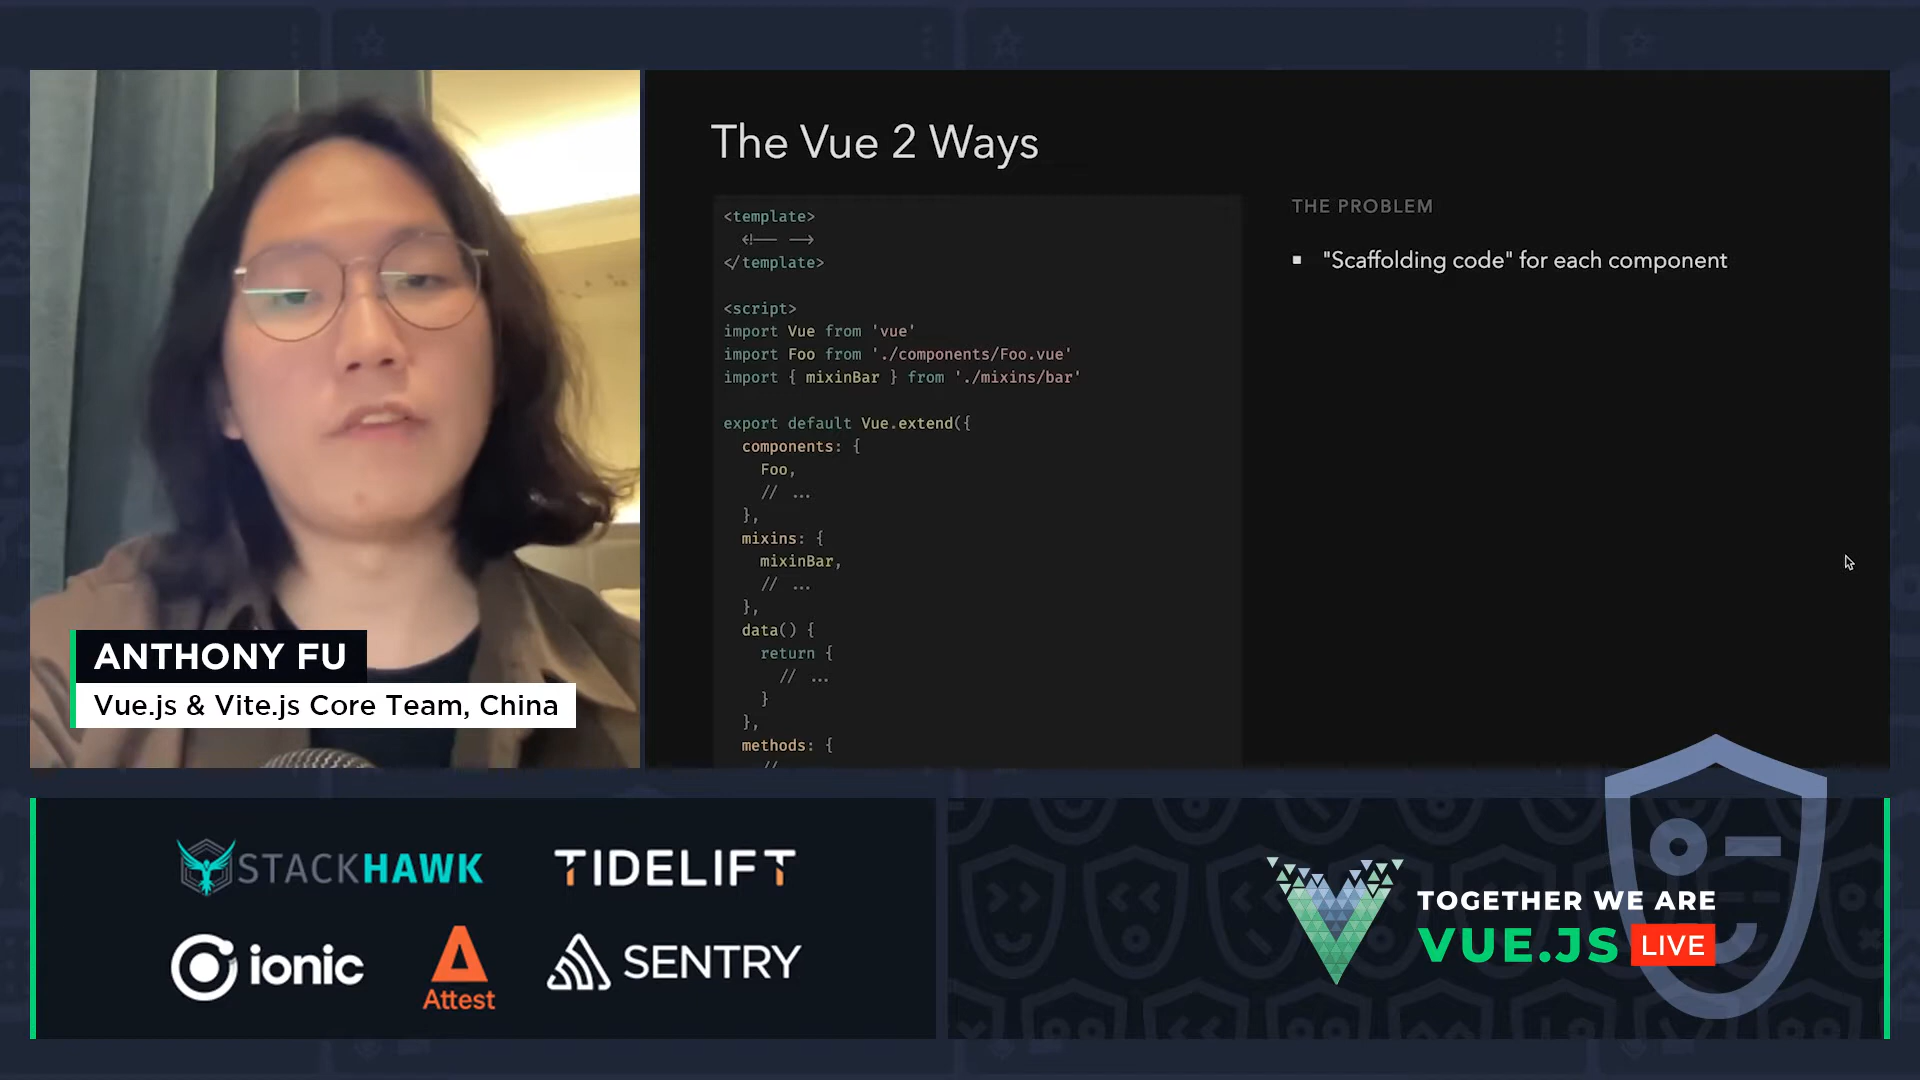 The Vue 2 Ways
<template>
<!-- -->
</template>
<script>
import Vue from 'vue'
import Foo from './components/Foo.vue'
import { mixinBar } from './mixins/bar'
export default Vue.extend({
components: {
Foo,
// ...
},
mixins: {
mixinBar,
// ...
},
data() {
return {
// ...
}
},
methods: {
//
THE PROBLEM
▪ "Scaffolding code" for each component
ANTHONY FU
Vue.js & Vite.js Core Team, China
STACKHAWK
TIDELIFT
ionic
Attest
SENTRY
TOGETHER WE ARE
VUE.JS LIVE